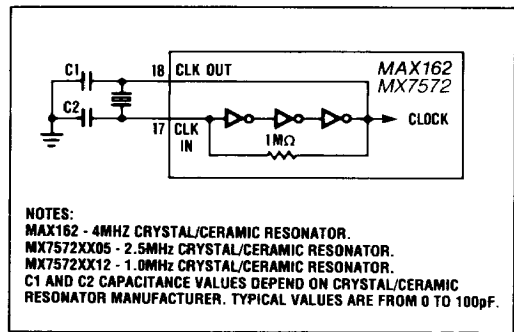 C1
18 CLK OUT
MAX162
MX7572
C2
CLOCK
17 CLK
IN
1MΩ
NOTES:
MAX162 - 4MHZ CRYSTAL/CERAMIC RESONATOR.
MX7572XX05 - 2.5MHz CRYSTAL/CERAMIC RESONATOR.
MX7572XX12 - 1.0MHz CRYSTAL/CERAMIC RESONATOR.
C1 AND C2 CAPACITANCE VALUES DEPEND ON CRYSTAL/CERAMIC
RESONATOR MANUFACTURER. TYPICAL VALUES ARE FROM 0 TO 100pF.